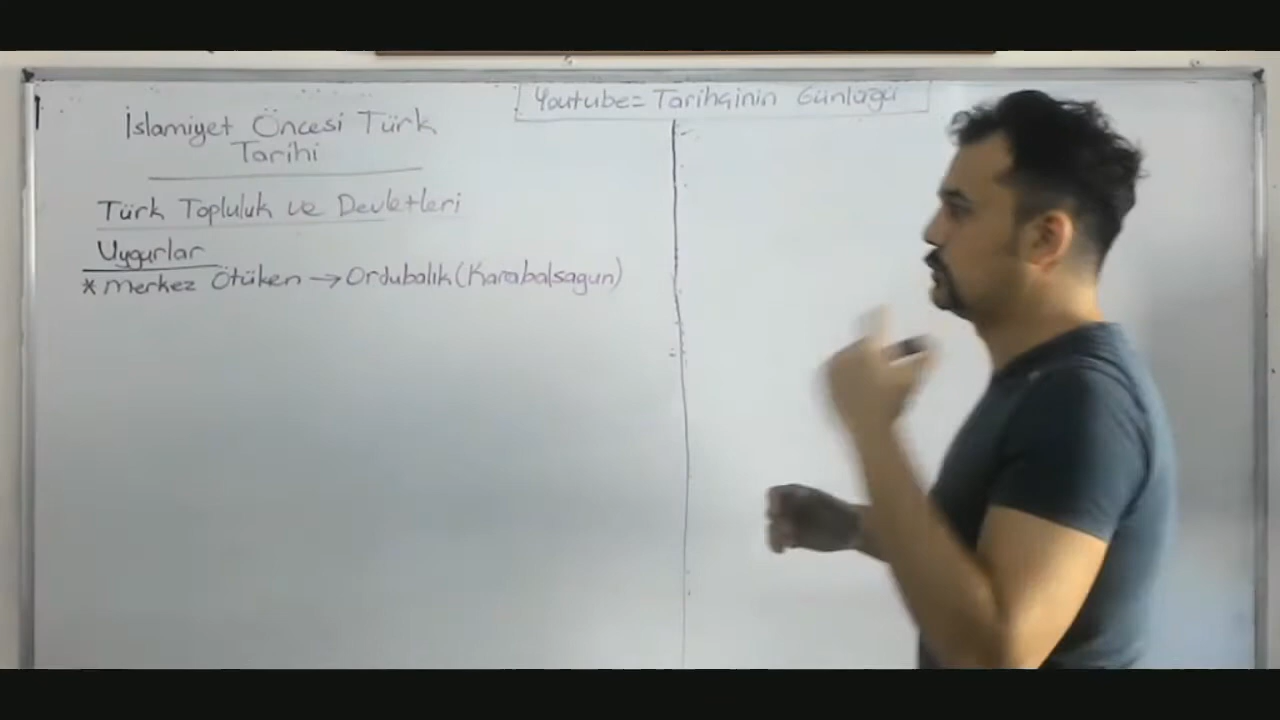 Youtube= Tarihçinin Günlüğü
İslamiyet Öncesi Türk
Tarihi
Türk Topluluk ve Devletleri
Uygurlar
* Merkez Ötüken → Ordubalık (Karabalsagun)